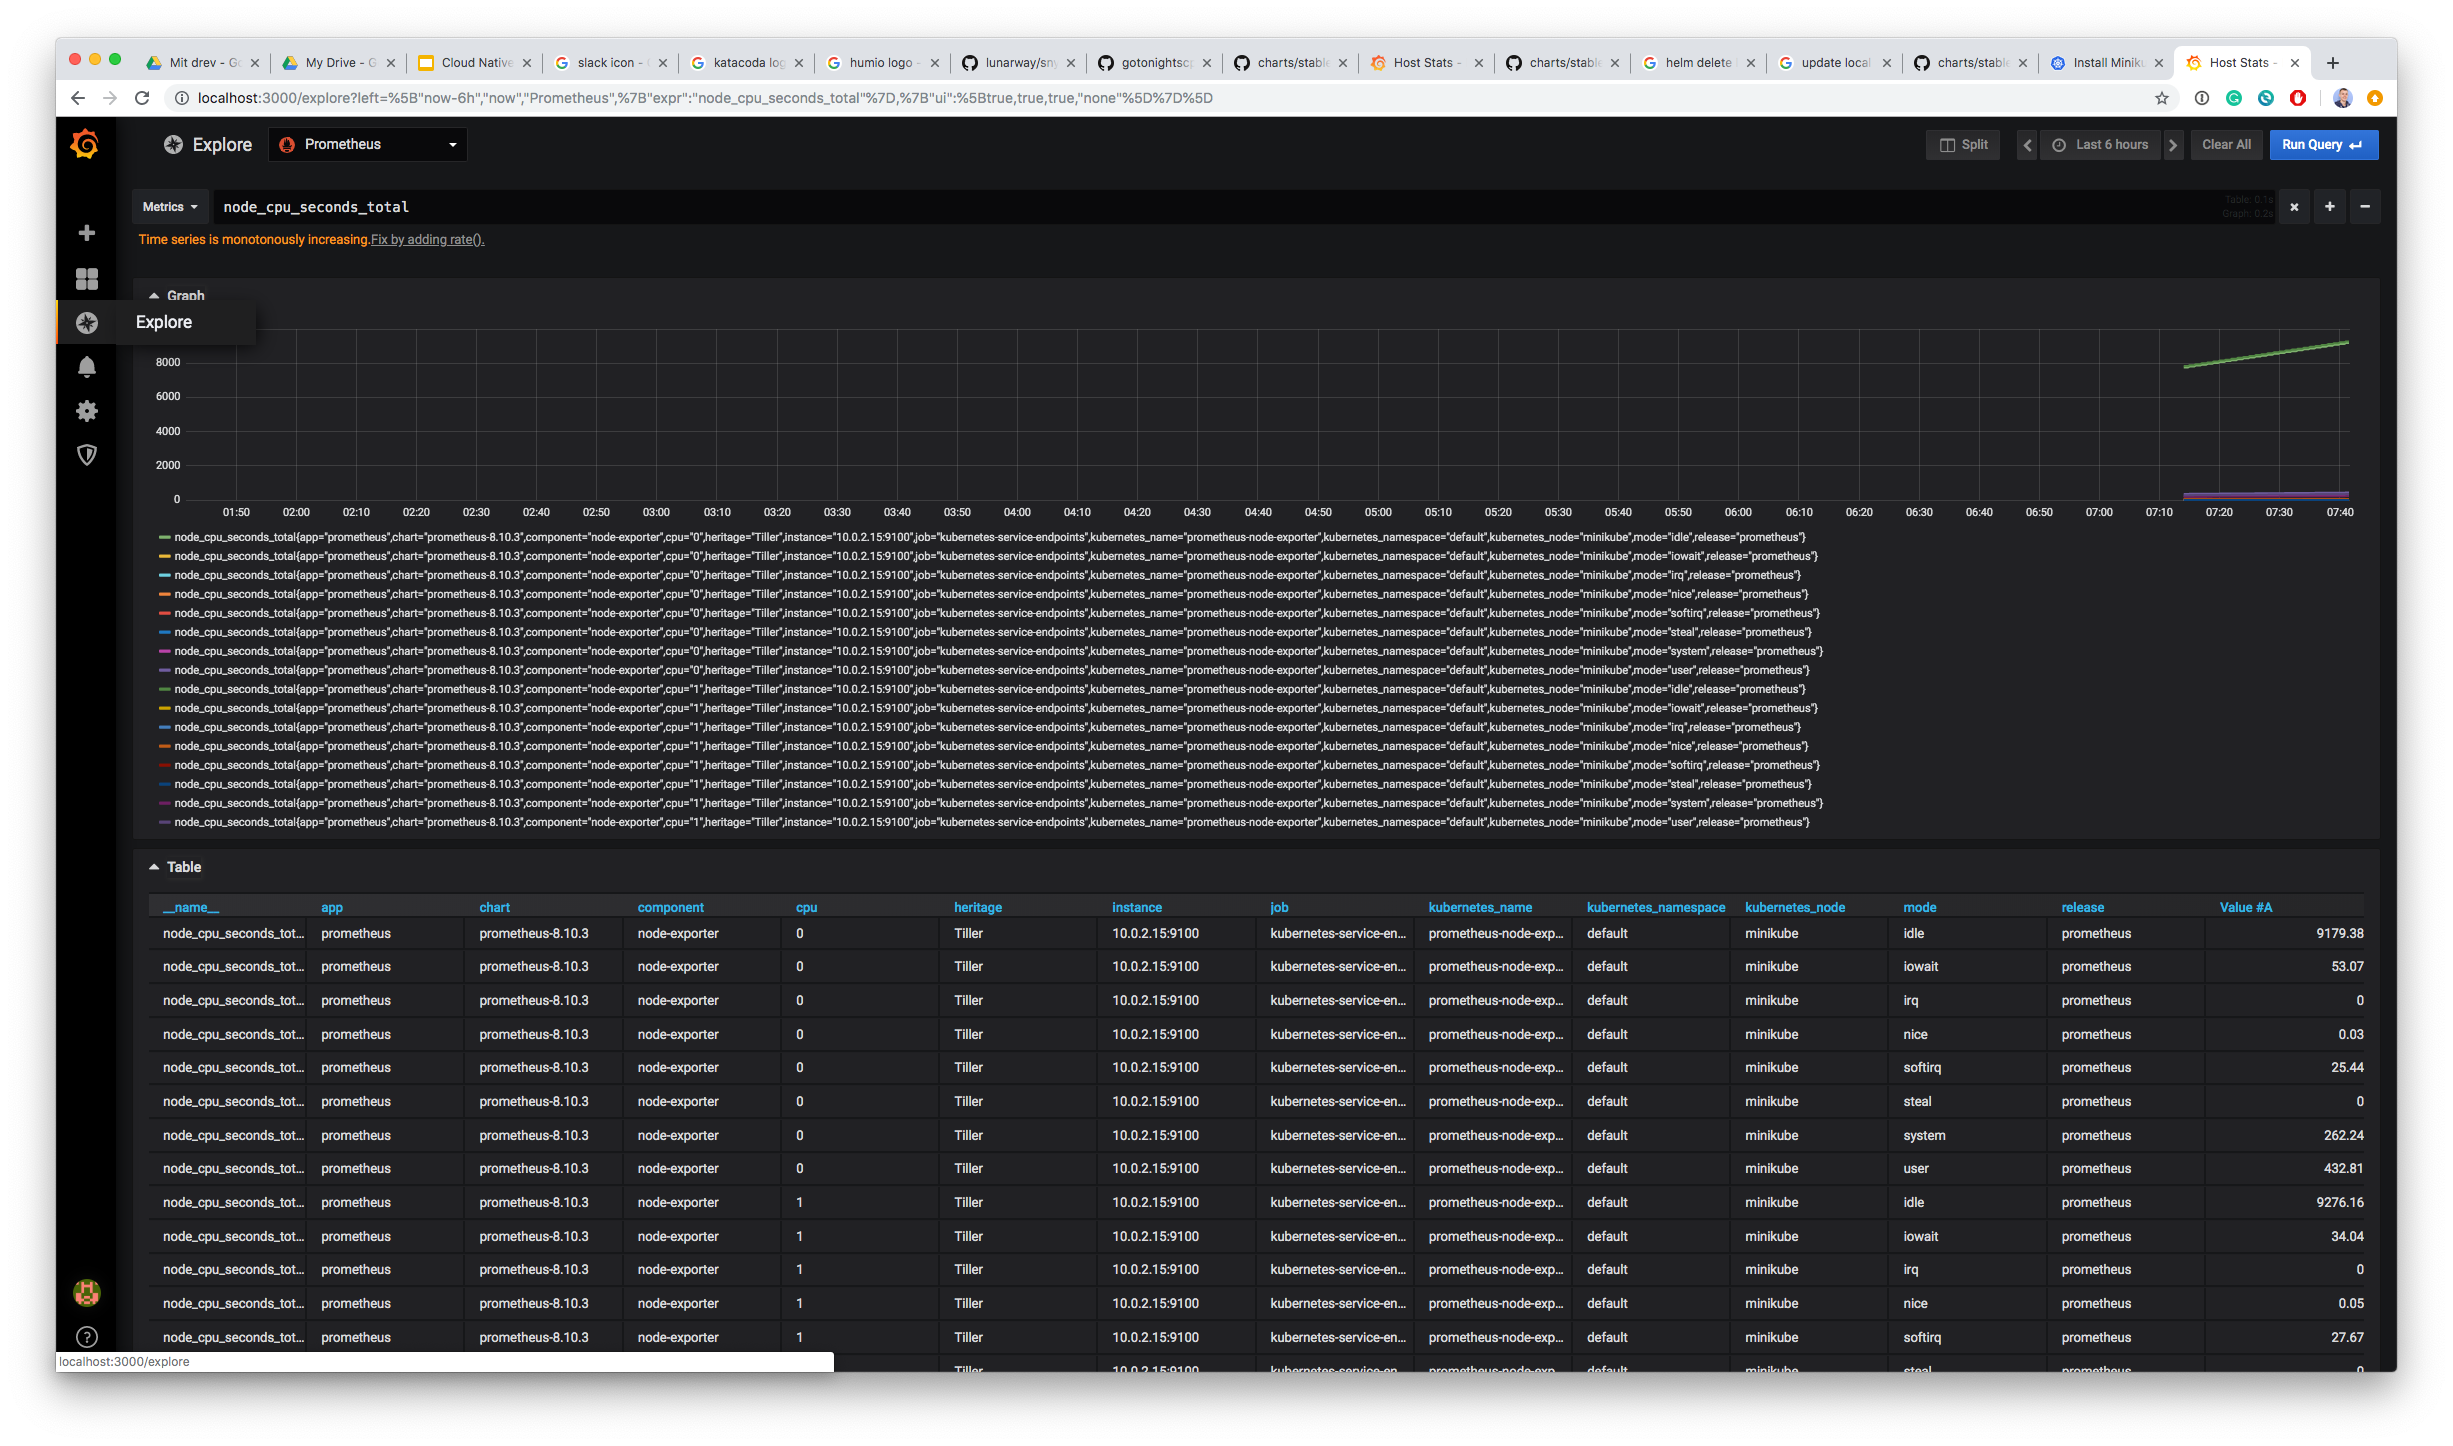 Mit drev - Go
My Drive - G
Cloud Native
slack icon - G
katacoda log
humio logo -
lunarway/sny
gotonightscp
charts/stable
Host Stats -
charts/stable
helm delete
update local
charts/stable
Install Miniku
Host Stats -
localhost:3000/explore?left=%5B"now-6h","now","Prometheus",%7B"expr":"node_cpu_seconds_total"%7D,%7B"ui":%5Btrue,true,true,"none"%5D%7D%5D
Explore Prometheus Split Last 6 hours Clear All Run Query
Metrics node_cpu_seconds_total Table: 0.1s
Graph: 0.2s
Time series is monotonously increasing.Fix by adding rate().
Graph
Explore
8000
6000
4000
2000
0
01:50 02:00 02:10 02:20 02:30 02:40 02:50 03:00 03:10 03:20 03:30 03:40 03:50 04:00 04:10 04:20 04:30 04:40 04:50 05:00 05:10 05:20 05:30 05:40 05:50 06:00 06:10 06:20 06:30 06:40 06:50 07:00 07:10 07:20 07:30 07:40
node_cpu_seconds_total{app="prometheus",chart="prometheus-8.10.3",component="node-exporter",cpu="0",heritage="Tiller",instance="10.0.2.15:9100",job="kubernetes-service-endpoints",kubernetes_name="prometheus-node-exporter",kubernetes_namespace="default",kubernetes_node="minikube",mode="idle",release="prometheus"}
node_cpu_seconds_total{app="prometheus",chart="prometheus-8.10.3",component="node-exporter",cpu="0",heritage="Tiller",instance="10.0.2.15:9100",job="kubernetes-service-endpoints",kubernetes_name="prometheus-node-exporter",kubernetes_namespace="default",kubernetes_node="minikube",mode="iowait",release="prometheus"}
node_cpu_seconds_total{app="prometheus",chart="prometheus-8.10.3",component="node-exporter",cpu="0",heritage="Tiller",instance="10.0.2.15:9100",job="kubernetes-service-endpoints",kubernetes_name="prometheus-node-exporter",kubernetes_namespace="default",kubernetes_node="minikube",mode="irq",release="prometheus"}
node_cpu_seconds_total{app="prometheus",chart="prometheus-8.10.3",component="node-exporter",cpu="0",heritage="Tiller",instance="10.0.2.15:9100",job="kubernetes-service-endpoints",kubernetes_name="prometheus-node-exporter",kubernetes_namespace="default",kubernetes_node="minikube",mode="nice",release="prometheus"}
node_cpu_seconds_total{app="prometheus",chart="prometheus-8.10.3",component="node-exporter",cpu="0",heritage="Tiller",instance="10.0.2.15:9100",job="kubernetes-service-endpoints",kubernetes_name="prometheus-node-exporter",kubernetes_namespace="default",kubernetes_node="minikube",mode="softirq",release="prometheus"}
node_cpu_seconds_total{app="prometheus",chart="prometheus-8.10.3",component="node-exporter",cpu="0",heritage="Tiller",instance="10.0.2.15:9100",job="kubernetes-service-endpoints",kubernetes_name="prometheus-node-exporter",kubernetes_namespace="default",kubernetes_node="minikube",mode="steal",release="prometheus"}
node_cpu_seconds_total{app="prometheus",chart="prometheus-8.10.3",component="node-exporter",cpu="0",heritage="Tiller",instance="10.0.2.15:9100",job="kubernetes-service-endpoints",kubernetes_name="prometheus-node-exporter",kubernetes_namespace="default",kubernetes_node="minikube",mode="system",release="prometheus"}
node_cpu_seconds_total{app="prometheus",chart="prometheus-8.10.3",component="node-exporter",cpu="0",heritage="Tiller",instance="10.0.2.15:9100",job="kubernetes-service-endpoints",kubernetes_name="prometheus-node-exporter",kubernetes_namespace="default",kubernetes_node="minikube",mode="user",release="prometheus"}
node_cpu_seconds_total{app="prometheus",chart="prometheus-8.10.3",component="node-exporter",cpu="1",heritage="Tiller",instance="10.0.2.15:9100",job="kubernetes-service-endpoints",kubernetes_name="prometheus-node-exporter",kubernetes_namespace="default",kubernetes_node="minikube",mode="idle",release="prometheus"}
node_cpu_seconds_total{app="prometheus",chart="prometheus-8.10.3",component="node-exporter",cpu="1",heritage="Tiller",instance="10.0.2.15:9100",job="kubernetes-service-endpoints",kubernetes_name="prometheus-node-exporter",kubernetes_namespace="default",kubernetes_node="minikube",mode="iowait",release="prometheus"}
node_cpu_seconds_total{app="prometheus",chart="prometheus-8.10.3",component="node-exporter",cpu="1",heritage="Tiller",instance="10.0.2.15:9100",job="kubernetes-service-endpoints",kubernetes_name="prometheus-node-exporter",kubernetes_namespace="default",kubernetes_node="minikube",mode="irq",release="prometheus"}
node_cpu_seconds_total{app="prometheus",chart="prometheus-8.10.3",component="node-exporter",cpu="1",heritage="Tiller",instance="10.0.2.15:9100",job="kubernetes-service-endpoints",kubernetes_name="prometheus-node-exporter",kubernetes_namespace="default",kubernetes_node="minikube",mode="nice",release="prometheus"}
node_cpu_seconds_total{app="prometheus",chart="prometheus-8.10.3",component="node-exporter",cpu="1",heritage="Tiller",instance="10.0.2.15:9100",job="kubernetes-service-endpoints",kubernetes_name="prometheus-node-exporter",kubernetes_namespace="default",kubernetes_node="minikube",mode="softirq",release="prometheus"}
node_cpu_seconds_total{app="prometheus",chart="prometheus-8.10.3",component="node-exporter",cpu="1",heritage="Tiller",instance="10.0.2.15:9100",job="kubernetes-service-endpoints",kubernetes_name="prometheus-node-exporter",kubernetes_namespace="default",kubernetes_node="minikube",mode="steal",release="prometheus"}
node_cpu_seconds_total{app="prometheus",chart="prometheus-8.10.3",component="node-exporter",cpu="1",heritage="Tiller",instance="10.0.2.15:9100",job="kubernetes-service-endpoints",kubernetes_name="prometheus-node-exporter",kubernetes_namespace="default",kubernetes_node="minikube",mode="system",release="prometheus"}
node_cpu_seconds_total{app="prometheus",chart="prometheus-8.10.3",component="node-exporter",cpu="1",heritage="Tiller",instance="10.0.2.15:9100",job="kubernetes-service-endpoints",kubernetes_name="prometheus-node-exporter",kubernetes_namespace="default",kubernetes_node="minikube",mode="user",release="prometheus"}
Table
__name__ app chart component cpu heritage instance job kubernetes_name kubernetes_namespace kubernetes_node mode release Value #A
node_cpu_seconds_tot... prometheus prometheus-8.10.3 node-exporter 0 Tiller 10.0.2.15:9100 kubernetes-service-en... prometheus-node-exp... default minikube idle prometheus 9179.38
node_cpu_seconds_tot... prometheus prometheus-8.10.3 node-exporter 0 Tiller 10.0.2.15:9100 kubernetes-service-en... prometheus-node-exp... default minikube iowait prometheus 53.07
node_cpu_seconds_tot... prometheus prometheus-8.10.3 node-exporter 0 Tiller 10.0.2.15:9100 kubernetes-service-en... prometheus-node-exp... default minikube irq prometheus 0
node_cpu_seconds_tot... prometheus prometheus-8.10.3 node-exporter 0 Tiller 10.0.2.15:9100 kubernetes-service-en... prometheus-node-exp... default minikube nice prometheus 0.03
node_cpu_seconds_tot... prometheus prometheus-8.10.3 node-exporter 0 Tiller 10.0.2.15:9100 kubernetes-service-en... prometheus-node-exp... default minikube softirq prometheus 25.44
node_cpu_seconds_tot... prometheus prometheus-8.10.3 node-exporter 0 Tiller 10.0.2.15:9100 kubernetes-service-en... prometheus-node-exp... default minikube steal prometheus 0
node_cpu_seconds_tot... prometheus prometheus-8.10.3 node-exporter 0 Tiller 10.0.2.15:9100 kubernetes-service-en... prometheus-node-exp... default minikube system prometheus 262.24
node_cpu_seconds_tot... prometheus prometheus-8.10.3 node-exporter 0 Tiller 10.0.2.15:9100 kubernetes-service-en... prometheus-node-exp... default minikube user prometheus 432.81
node_cpu_seconds_tot... prometheus prometheus-8.10.3 node-exporter 1 Tiller 10.0.2.15:9100 kubernetes-service-en... prometheus-node-exp... default minikube idle prometheus 9276.16
node_cpu_seconds_tot... prometheus prometheus-8.10.3 node-exporter 1 Tiller 10.0.2.15:9100 kubernetes-service-en... prometheus-node-exp... default minikube iowait prometheus 34.04
node_cpu_seconds_tot... prometheus prometheus-8.10.3 node-exporter 1 Tiller 10.0.2.15:9100 kubernetes-service-en... prometheus-node-exp... default minikube irq prometheus 0
node_cpu_seconds_tot... prometheus prometheus-8.10.3 node-exporter 1 Tiller 10.0.2.15:9100 kubernetes-service-en... prometheus-node-exp... default minikube nice prometheus 0.05
node_cpu_seconds_tot... prometheus prometheus-8.10.3 node-exporter 1 Tiller 10.0.2.15:9100 kubernetes-service-en... prometheus-node-exp... default minikube softirq prometheus 27.67
Tiller 10.0.2.15:9100 kubernetes-service-en... prometheus-node-exp... default minikube steal prometheus 0
localhost:3000/explore